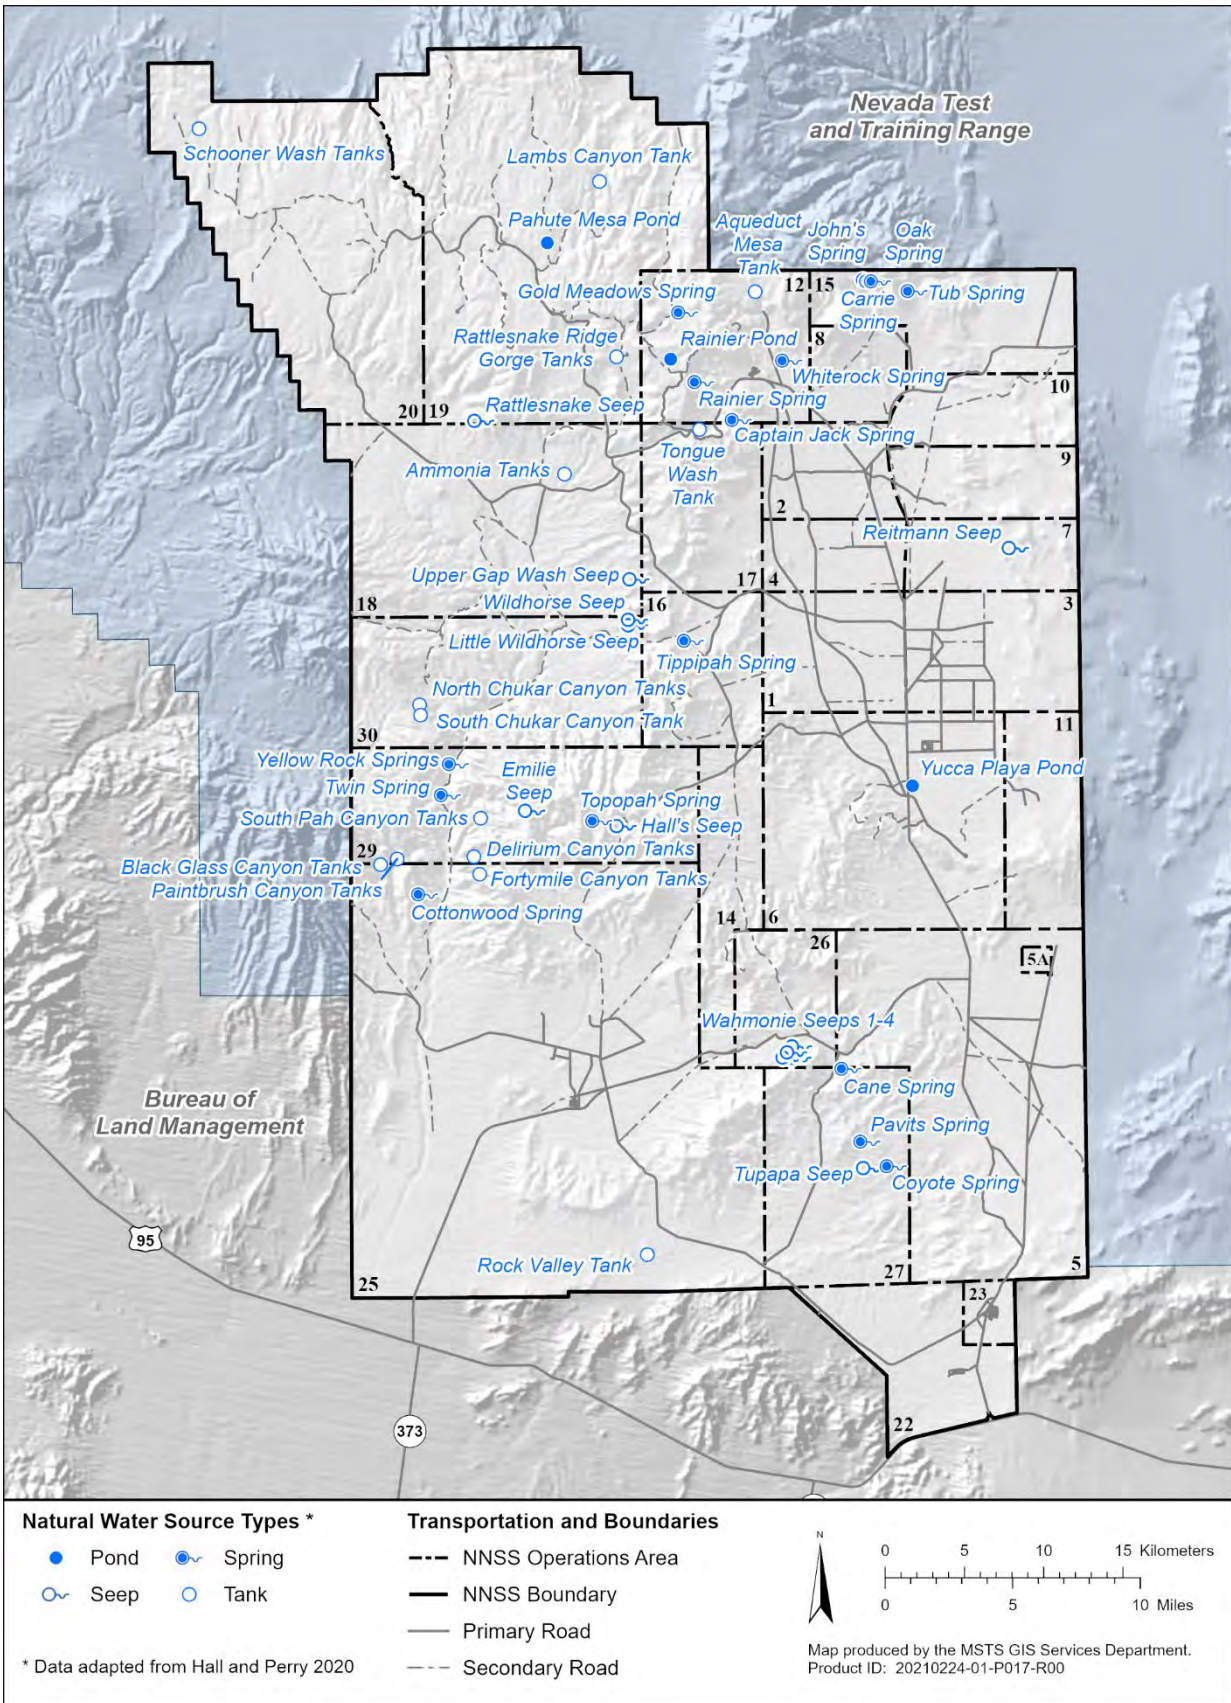 Nevada Test
and Training Range
Schooner Wash Tanks
Lambs Canyon Tank
Pahute Mesa Pond
Aqueduct
Mesa
Tank
John's
Spring
Oak
Spring
12
15
Carrie
Spring
Tub Spring
Gold Meadows Spring
Rattlesnake Ridge
Gorge Tanks
Rainier Pond
8
Whiterock Spring
10
Rainier Spring
20
19
Rattlesnake Seep
Captain Jack Spring
Tongue
Wash
Tank
Ammonia Tanks
9
2
7
Reitmann Seep
Upper Gap Wash Seep
17
4
18
Wildhorse Seep
16
3
Little Wildhorse Seep
Tippipah Spring
North Chukar Canyon Tanks
South Chukar Canyon Tank
1
11
30
Yellow Rock Springs
Emilie
Seep
Yucca Playa Pond
Twin Spring
Topopah Spring
South Pah Canyon Tanks
Hall's Seep
29
Delirium Canyon Tanks
Black Glass Canyon Tanks
Fortymile Canyon Tanks
Paintbrush Canyon Tanks
Cottonwood Spring
14
6
26
5A
Wahmonie Seeps 1-4
Cane Spring
Bureau of
Land Management
Pavits Spring
Tupapa Seep
Coyote Spring
95
Rock Valley Tank
25
27
5
23
373
22
Natural Water Source Types *
Pond
Spring
Seep
Tank
* Data adapted from Hall and Perry 2020
Transportation and Boundaries
NNSS Operations Area
NNSS Boundary
Primary Road
Secondary Road
N
0 5 10 15 Kilometers
0 5 10 Miles
Map produced by the MSTS GIS Services Department.
Product ID: 20210224-01-P017-R00